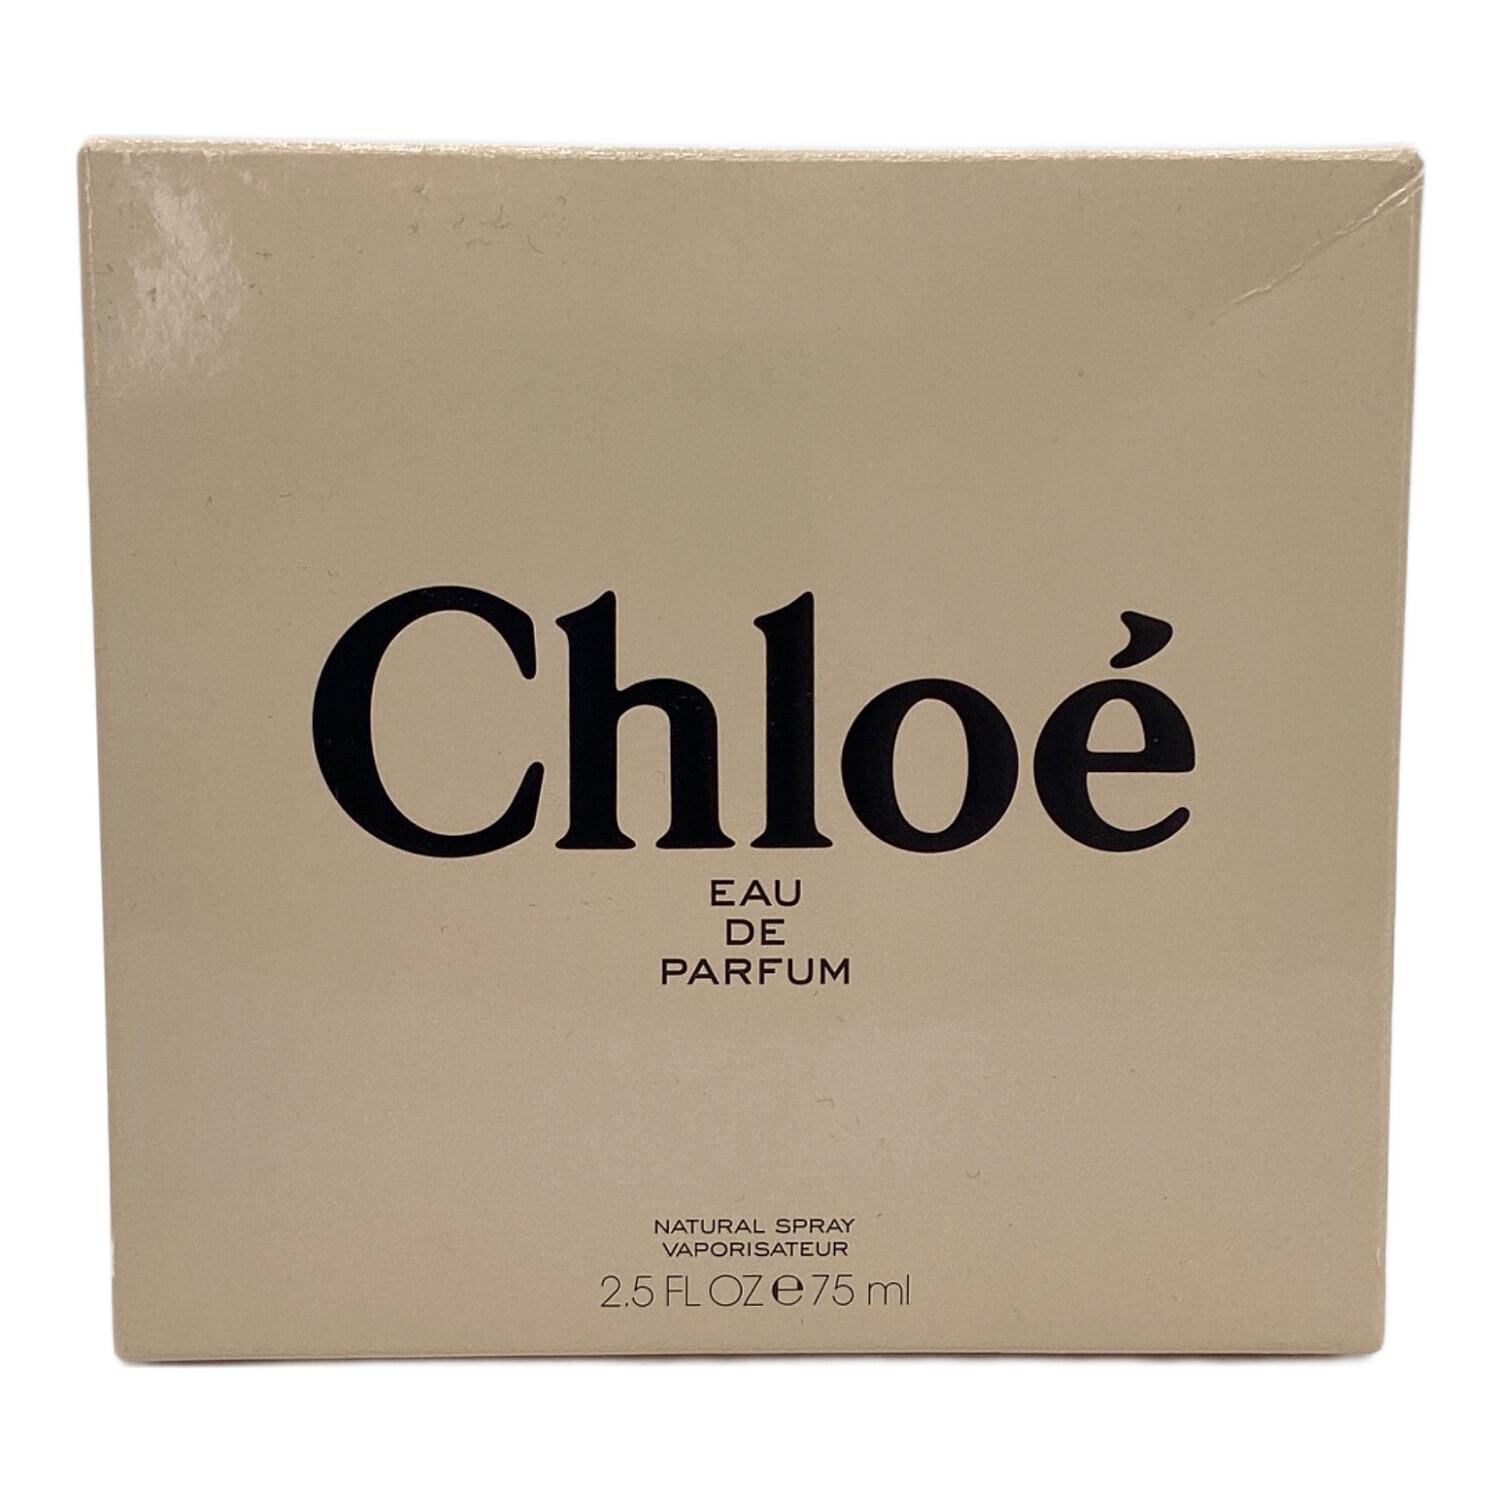 Chloé
EAU
DE
PARFUM
NATURAL SPRAY
VAPORISATEUR
2.5 FL OZ ℮ 75 ml